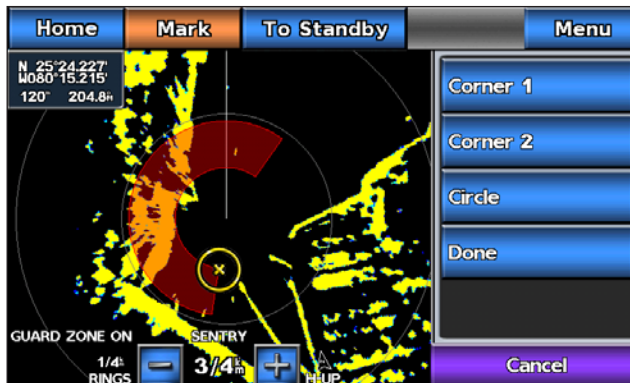 Home Mark To Standby Menu
N 25°24.227'
W080°15.215'
120° 204.8
Corner 1
Corner 2
Circle
Done
GUARD ZONE ON SENTRY
1/4 3/4
RINGS H-UP
Cancel